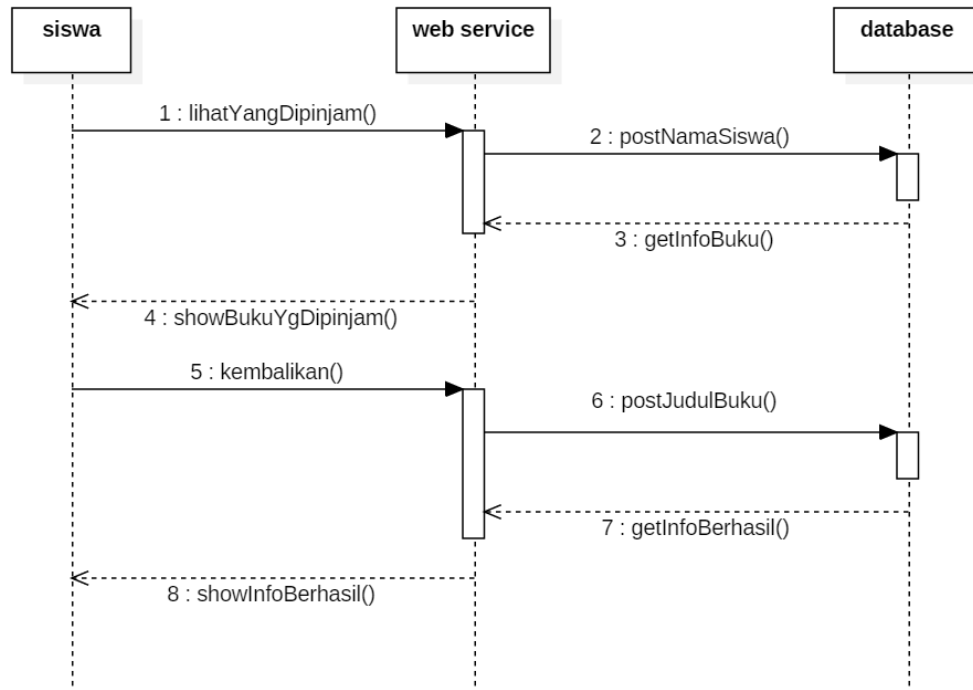 siswa
web service
database
1 : lihatYangDipinjam()
2 : postNamaSiswa()
3 : getInfoBuku()
4 : showBukuYgDipinjam()
5 : kembalikan()
6 : postJudulBuku()
7 : getInfoBerhasil()
8 : showInfoBerhasil()